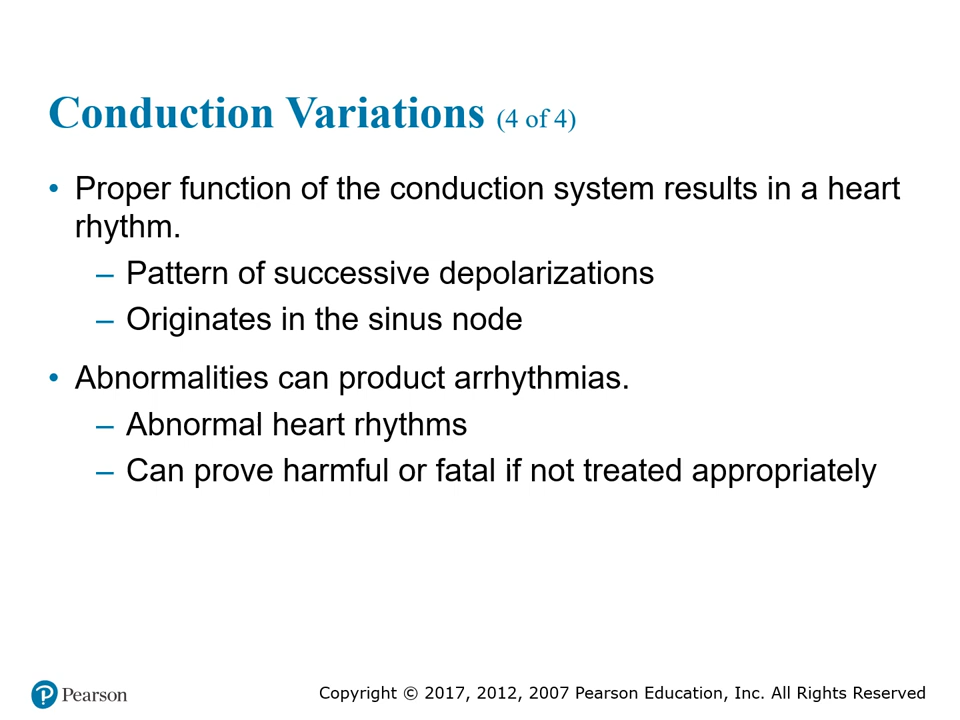 Conduction Variations (4 of 4)
• Proper function of the conduction system results in a heart
rhythm.
– Pattern of successive depolarizations
– Originates in the sinus node
• Abnormalities can product arrhythmias.
– Abnormal heart rhythms
– Can prove harmful or fatal if not treated appropriately
P Pearson
Copyright © 2017, 2012, 2007 Pearson Education, Inc. All Rights Reserved